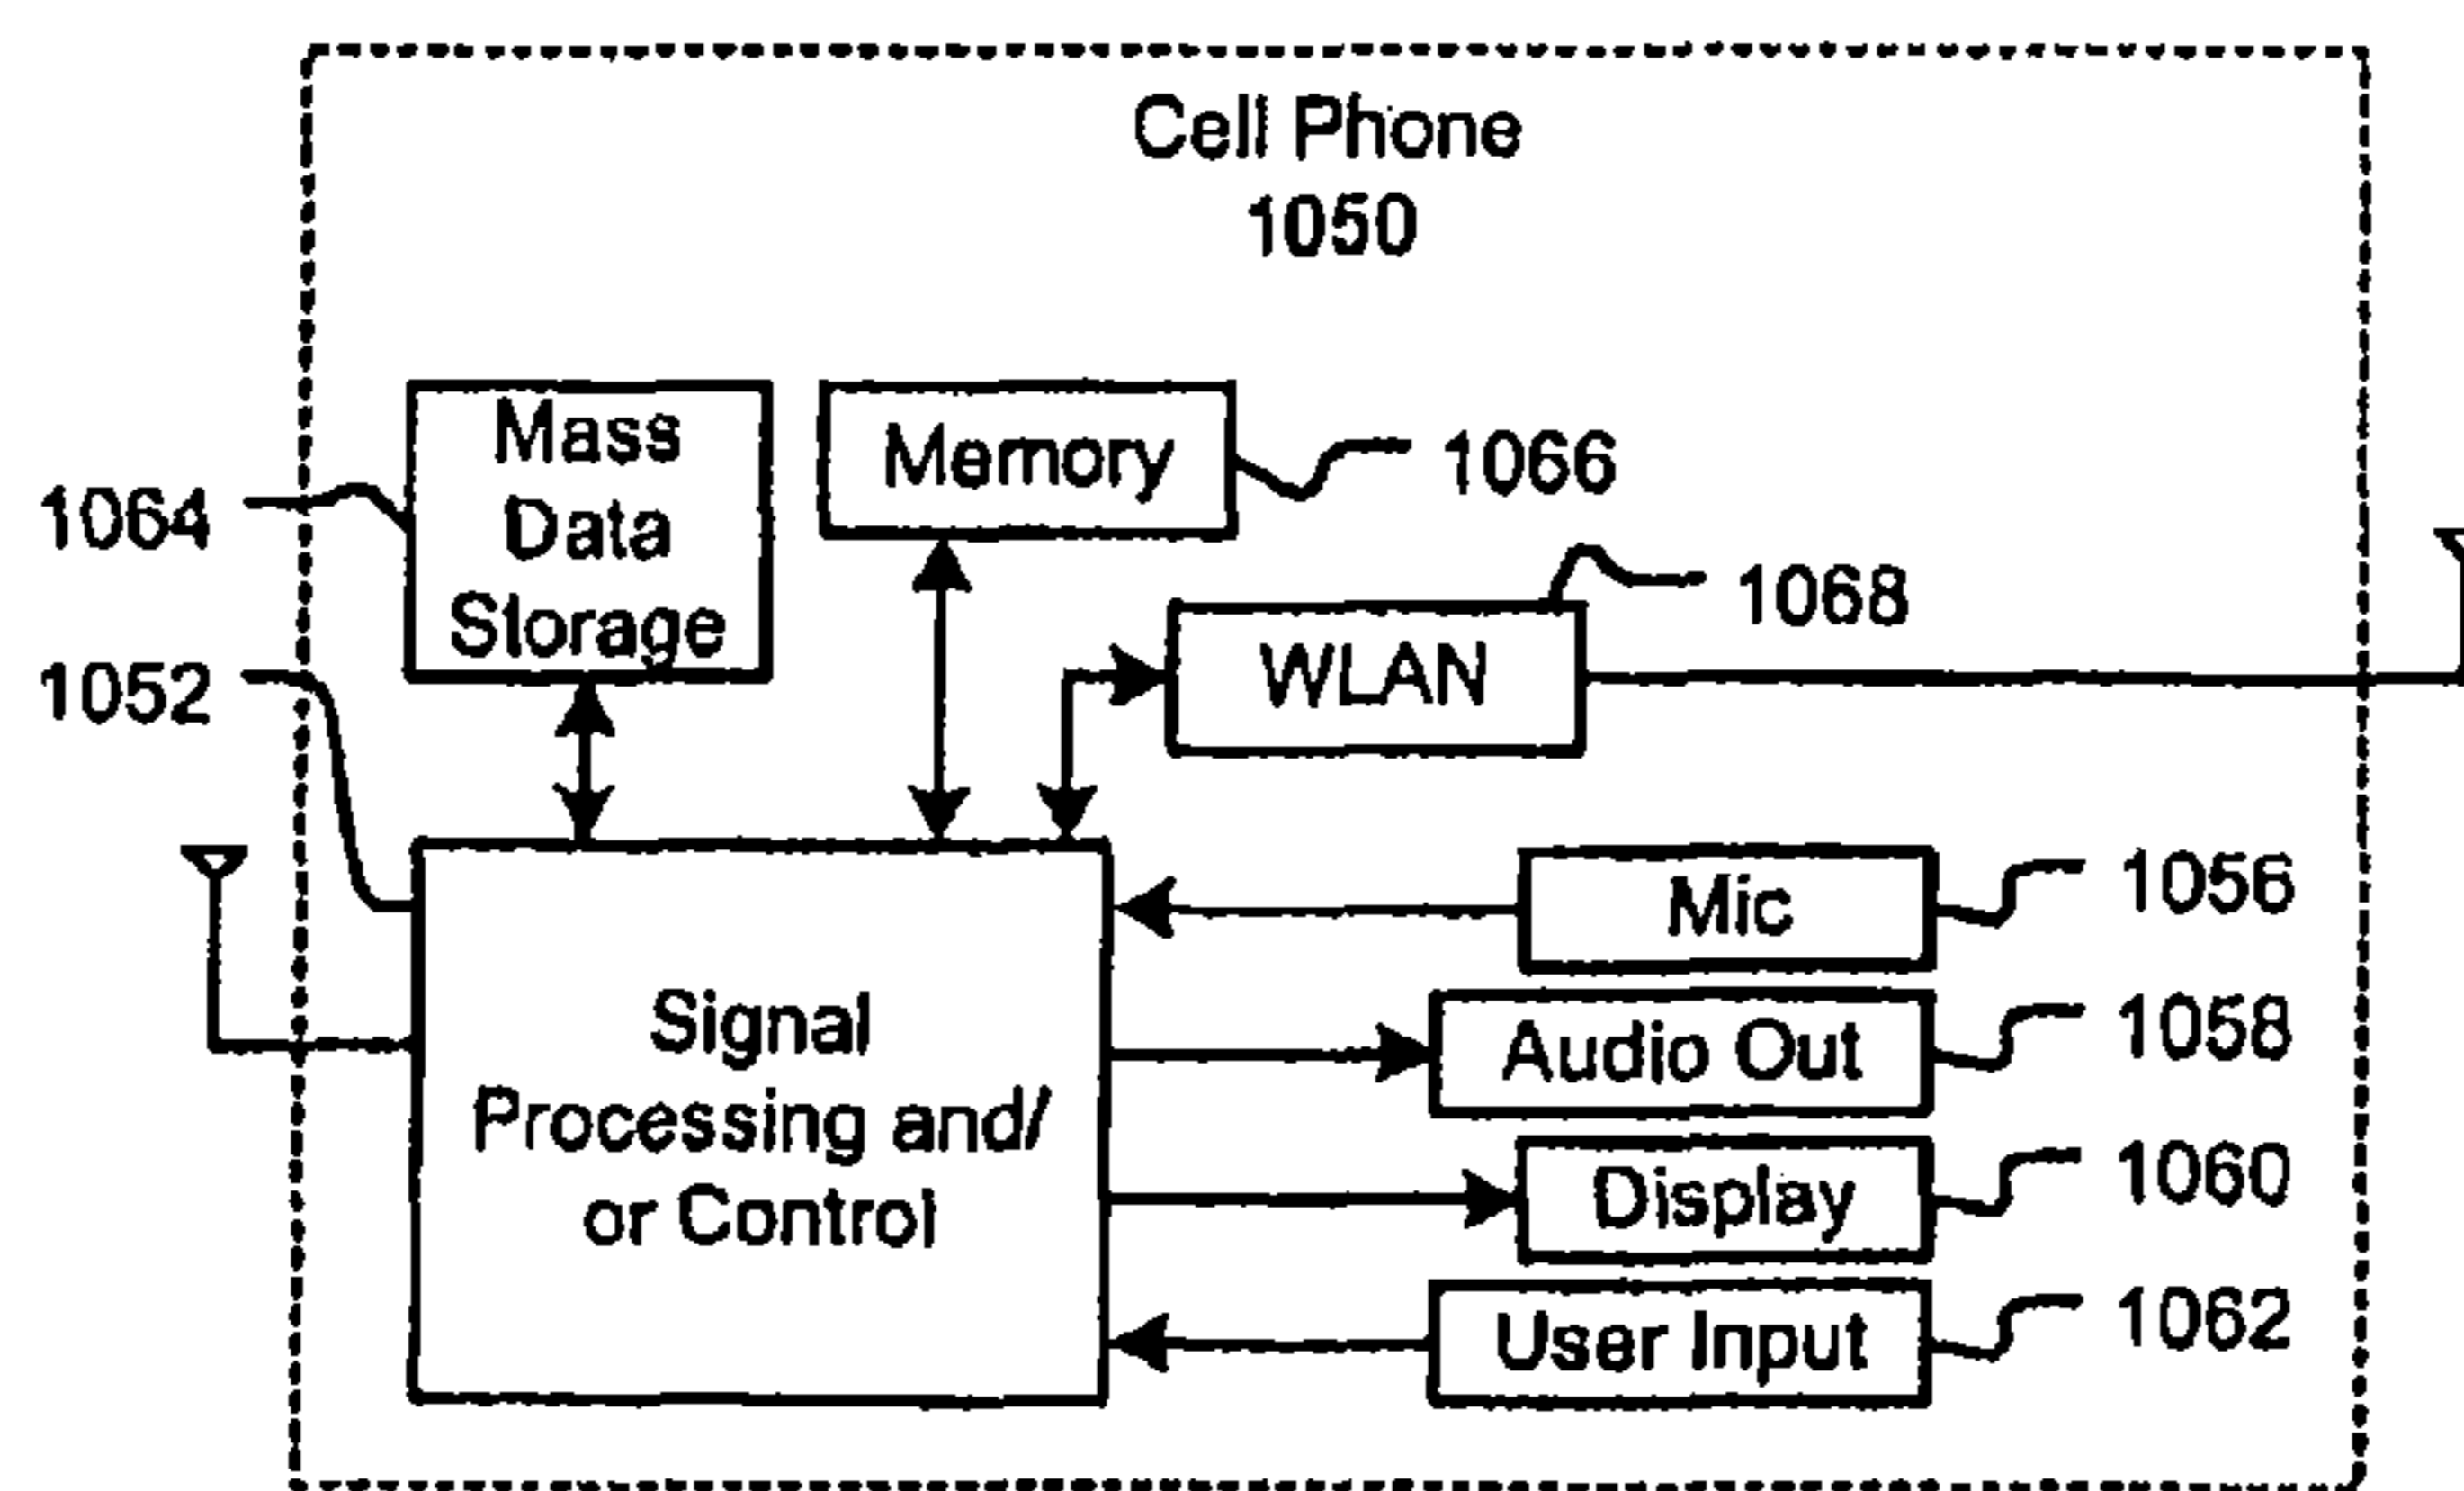 Cell Phone
1050
Mass
Data
Storage
Memory
1066
1064
1068
WLAN
1052
Mic
1056
Signal
Processing and/
or Control
Audio Out
1058
Display
1060
User Input
1062